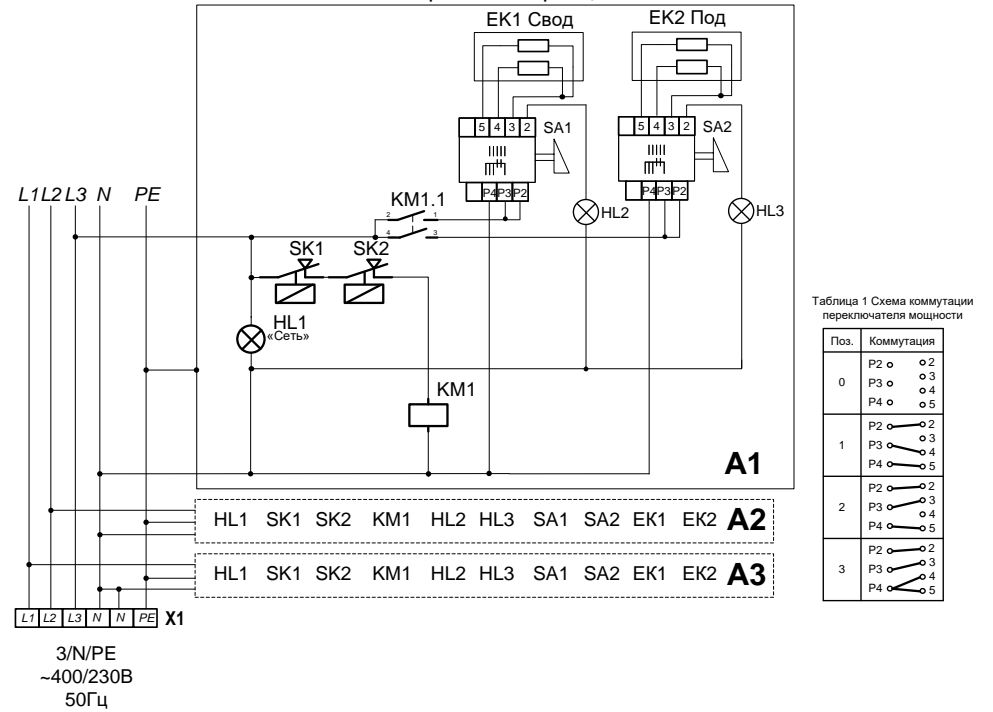 EK1 Свод
EK2 Под
5 4 3 2
SA1
5 4 3 2
SA2
P4 P3 P2
P4 P3 P2
L1 L2 L3 N PE
KM1.1
2 1
4 3
HL2
HL3
SK1
SK2
HL1
«Сеть»
KM1
A1
HL1 SK1 SK2 KM1 HL2 HL3 SA1 SA2 EK1 EK2 A2
HL1 SK1 SK2 KM1 HL2 HL3 SA1 SA2 EK1 EK2 A3
L1 L2 L3 N N PE X1
3/N/PE
~400/230В
50Гц
Таблица 1 Схема коммутации
переключателя мощности
Поз. Коммутация
0
P2 2
P3 3
4
P4 5
1
P2 2
3
P3 4
P4 5
2
P2 2
P3 3
4
P4 5
3
P2 2
P3 3
4
P4 5